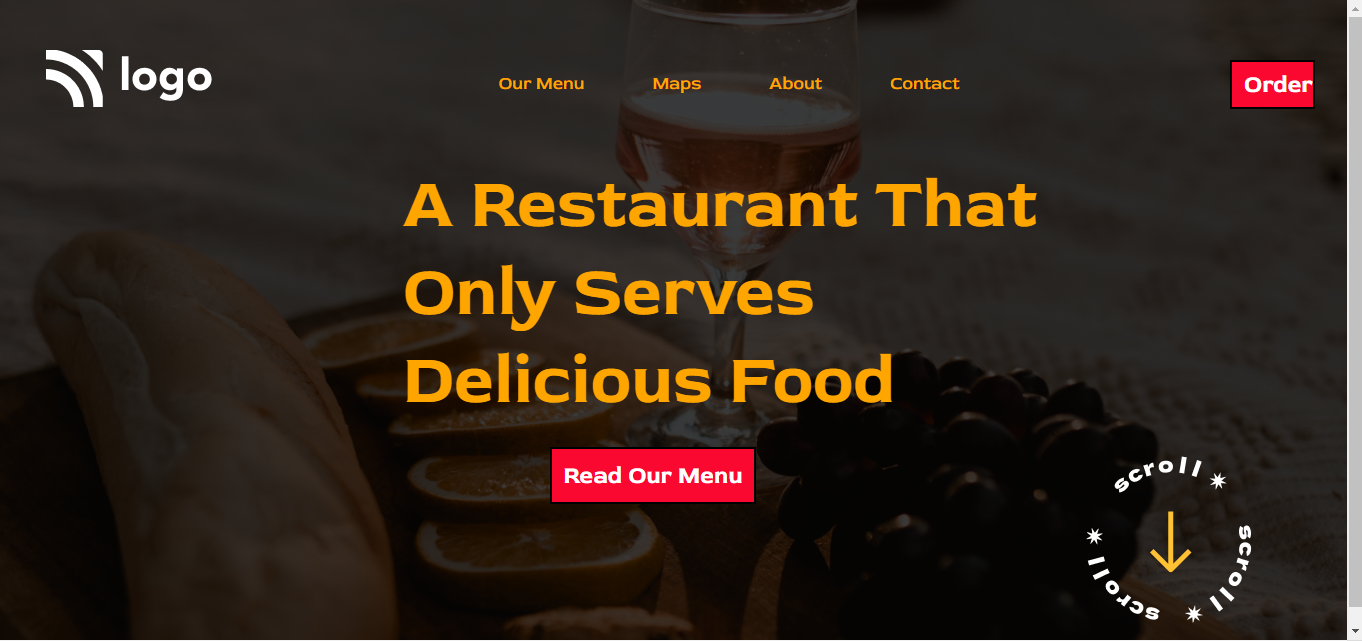 logo
Our Menu Maps About Contact
Order
A Restaurant That
Only Serves
Delicious Food
Read Our Menu
scroll
scroll
scroll